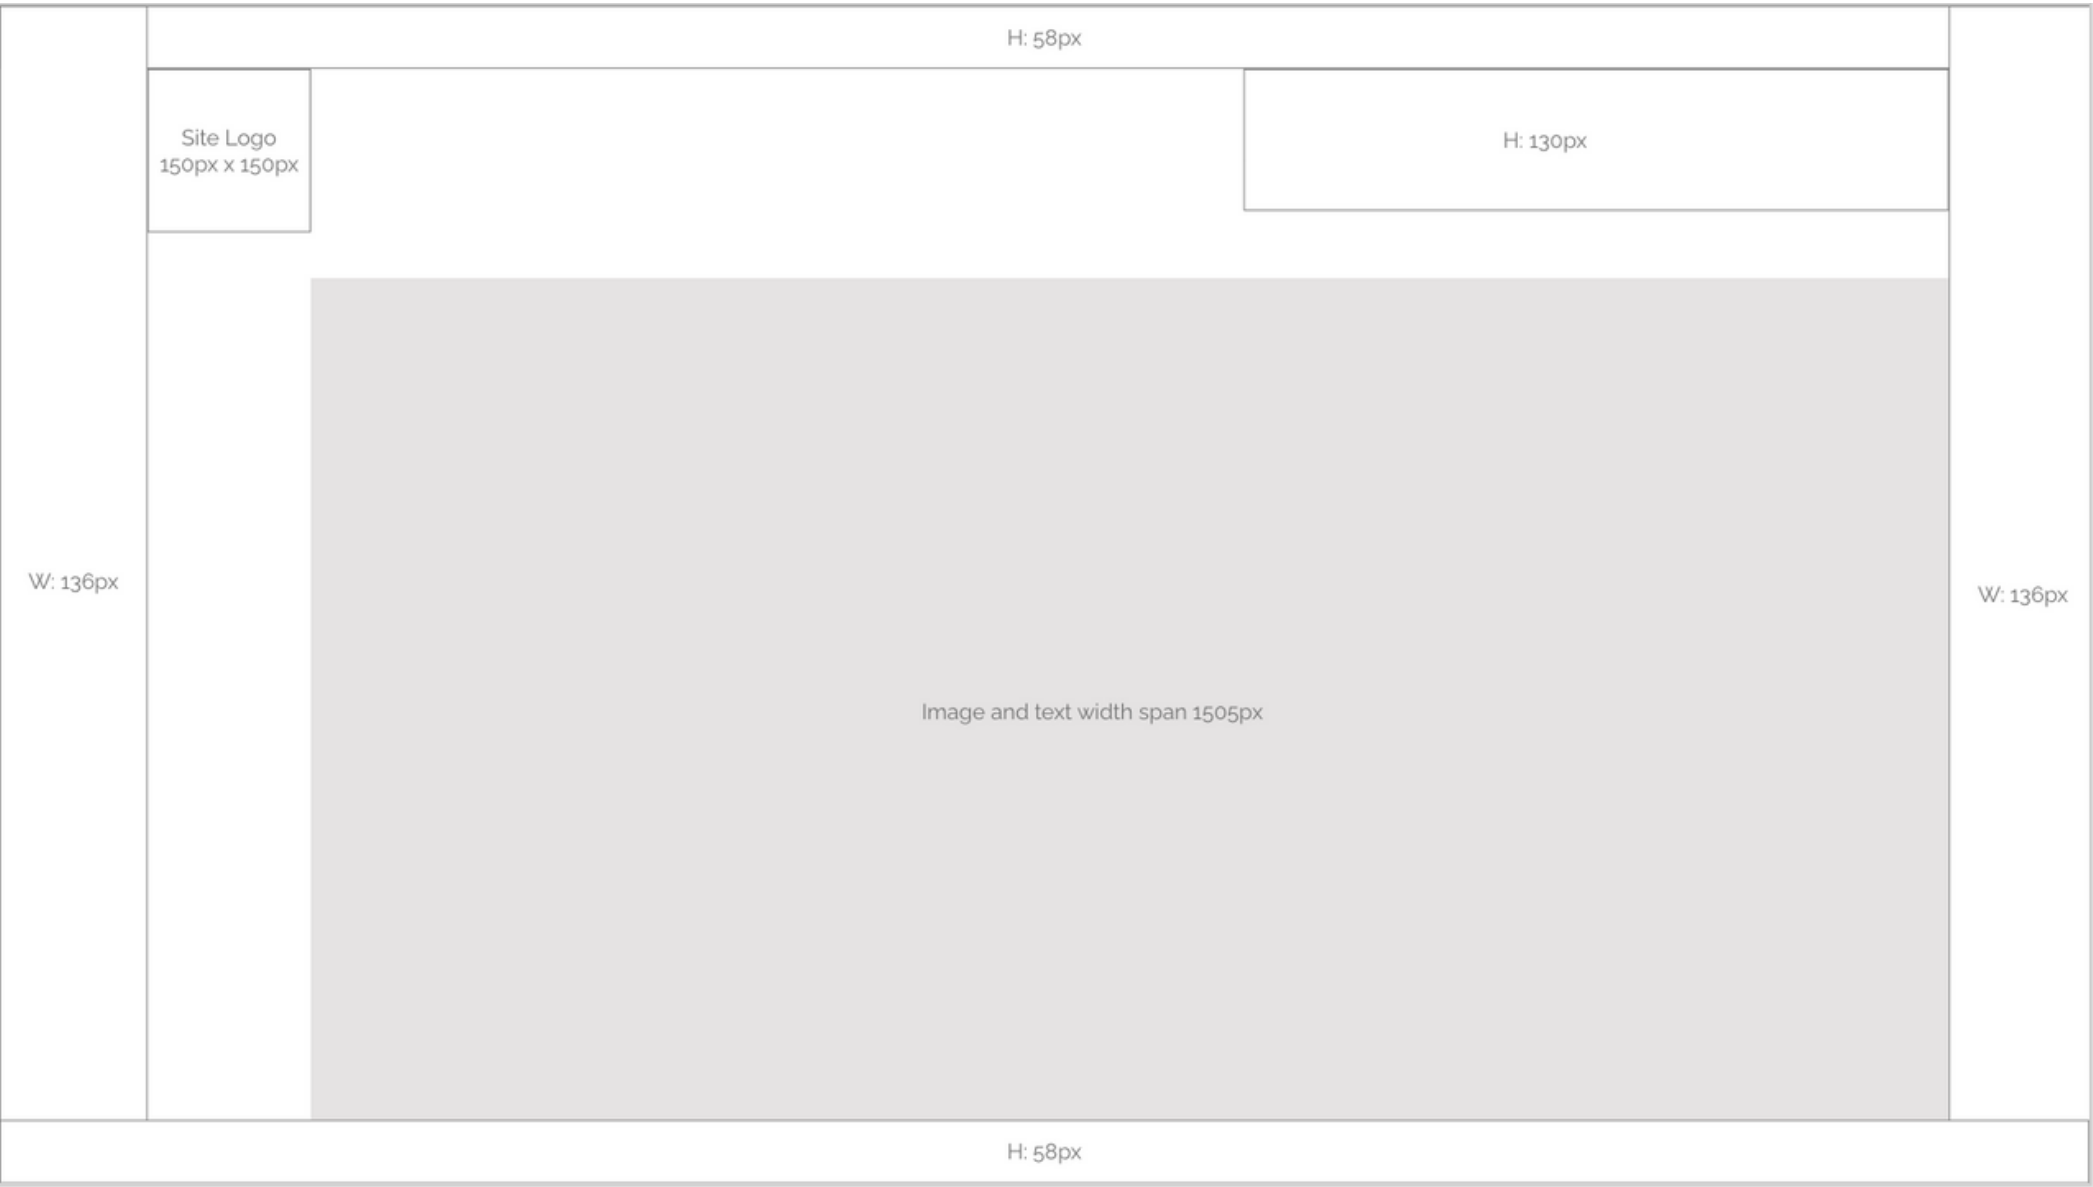 H: 58px
Site Logo
150px x 150px
H: 130px
W: 136px
W: 136px
Image and text width span 1505px
H: 58px